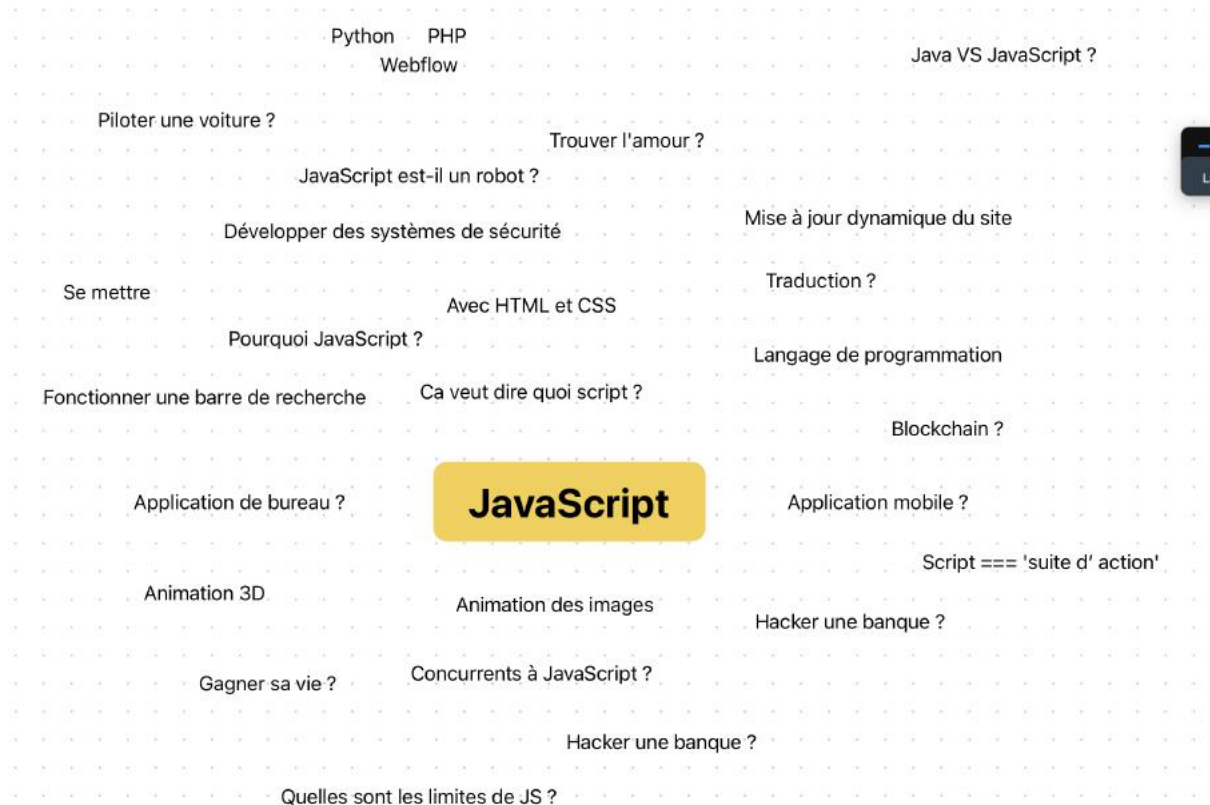 Python PHP
Webflow
Java VS JavaScript ?
Piloter une voiture ?
Trouver l'amour ?
JavaScript est-il un robot ?
Mise à jour dynamique du site
Développer des systèmes de sécurité
Traduction ?
Se mettre
Avec HTML et CSS
Pourquoi JavaScript ?
Langage de programmation
Fonctionner une barre de recherche
Ca veut dire quoi script ?
Blockchain ?
Application de bureau ?
JavaScript
Application mobile ?
Script === 'suite d' action'
Animation 3D
Animation des images
Hacker une banque ?
Concurrents à JavaScript ?
Gagner sa vie ?
Hacker une banque ?
Quelles sont les limites de JS ?